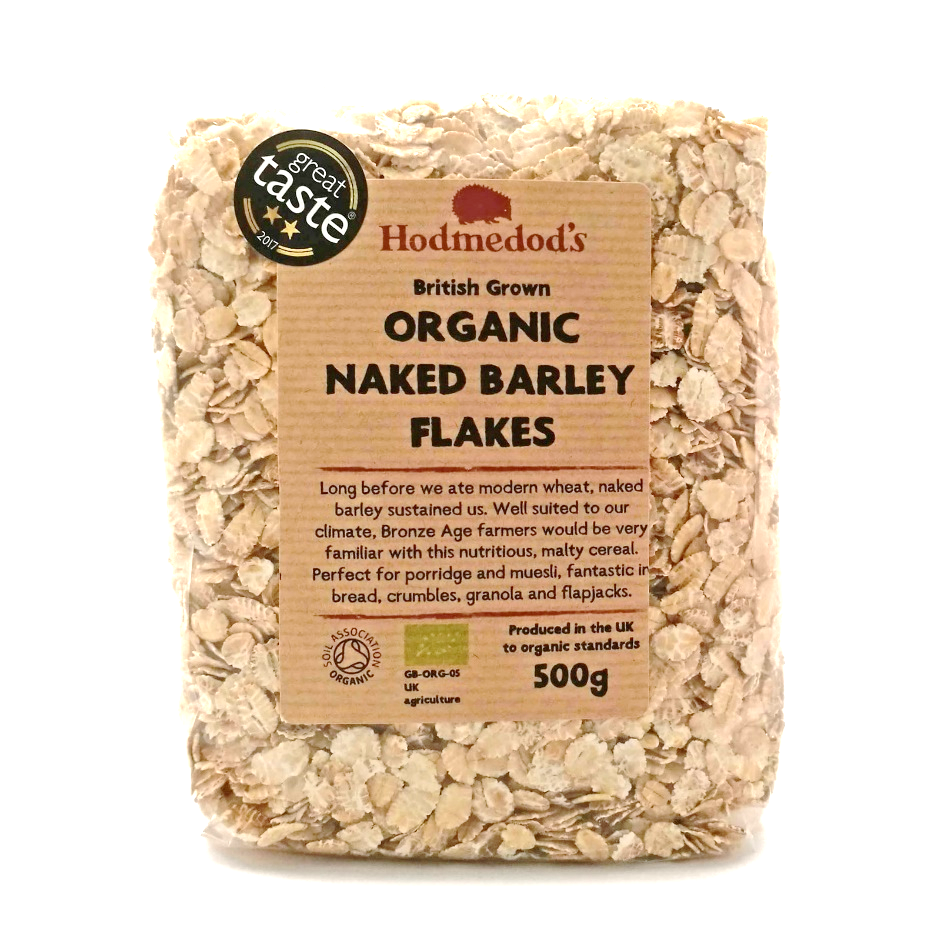 great
taste
2017
Hodmedod's
British Grown
ORGANIC
NAKED BARLEY
FLAKES
Long before we ate modern wheat, naked
barley sustained us. Well suited to our
climate, Bronze Age farmers would be very
familiar with this nutritious, malty cereal.
Perfect for porridge and muesli, fantastic in
bread, crumbles, granola and flapjacks.
SOIL ASSOCIATION
ORGANIC
GB-ORG-05
UK
agriculture
Produced in the UK
to organic standards
500g